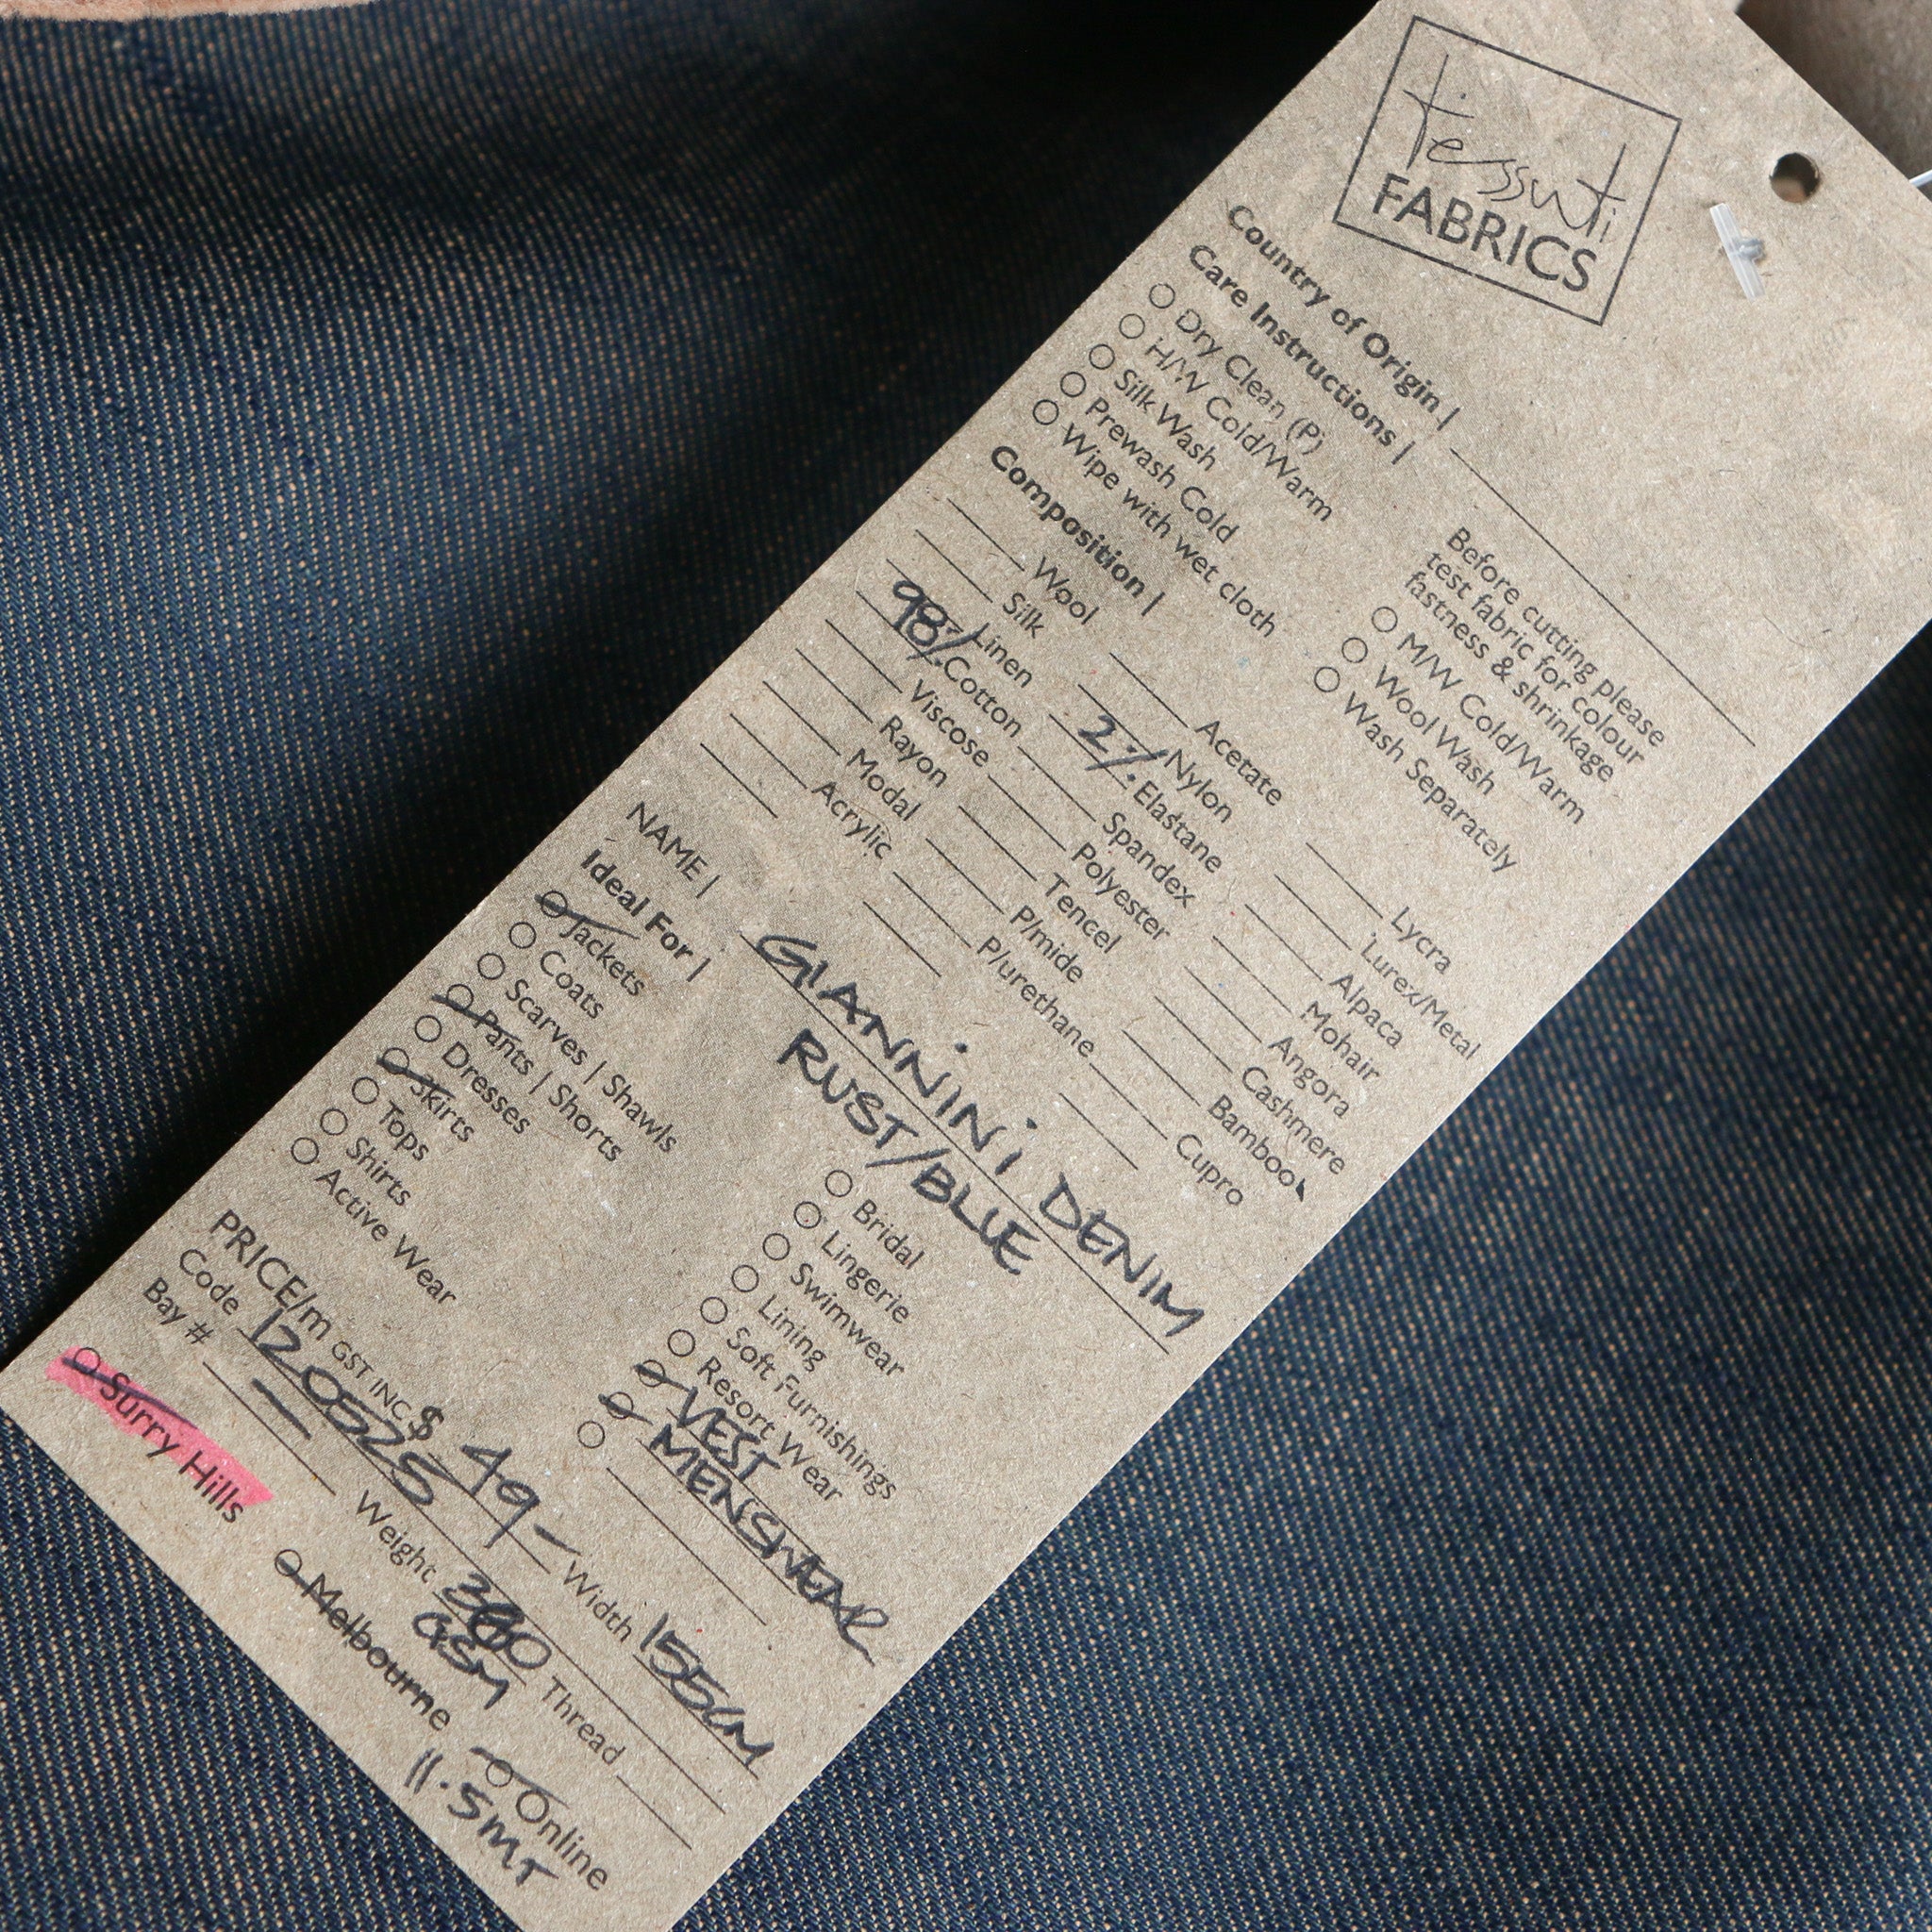 tessuti
FABRICS
Country of Origin |
Care Instructions |
Dry Clean (P)
H/W Cold/Warm
Silk Wash
Prewash Cold
Wipe with wet cloth
Before cutting please
test fabric for colour
fastness & shrinkage
M/W Cold/Warm
Wool Wash
Wash Separately
Composition |
Wool
Silk
Linen
98% Cotton
Viscose
Rayon
Modal
Acrylic
Acetate
Nylon
2% Elastane
Spandex
Polyester
Tencel
P/mide
P/urethane
Lycra
Lurex/Metal
Alpaca
Mohair
Angora
Cashmere
Bamboo
Cupro
NAME | GIANNINI DENIM
RUST/BLUE
Ideal For |
Jackets
Coats
Scarves | Shawls
Pants | Shorts
Dresses
Skirts
Tops
Shirts
Active Wear
Bridal
Lingerie
Swimwear
Lining
Soft Furnishings
Resort Wear
VEST
MENSWEAR
PRICE/m GST INC $ 49 - Width 155CM
Code 120525 Weight GSM Thread
Bay # -
Surry Hills Melbourne Online
11.5MT